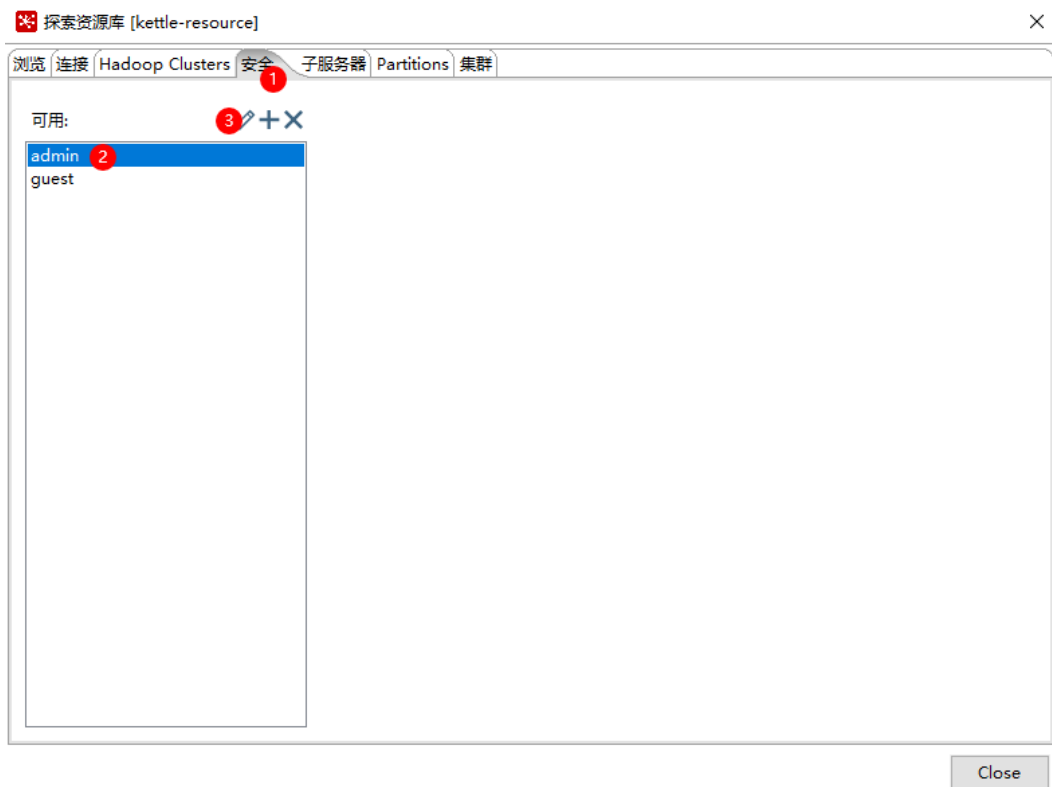 探索资源库 [kettle-resource]
浏览 连接 Hadoop Clusters 安全 子服务器 Partitions 集群
1
可用: 3
admin 2
guest
Close